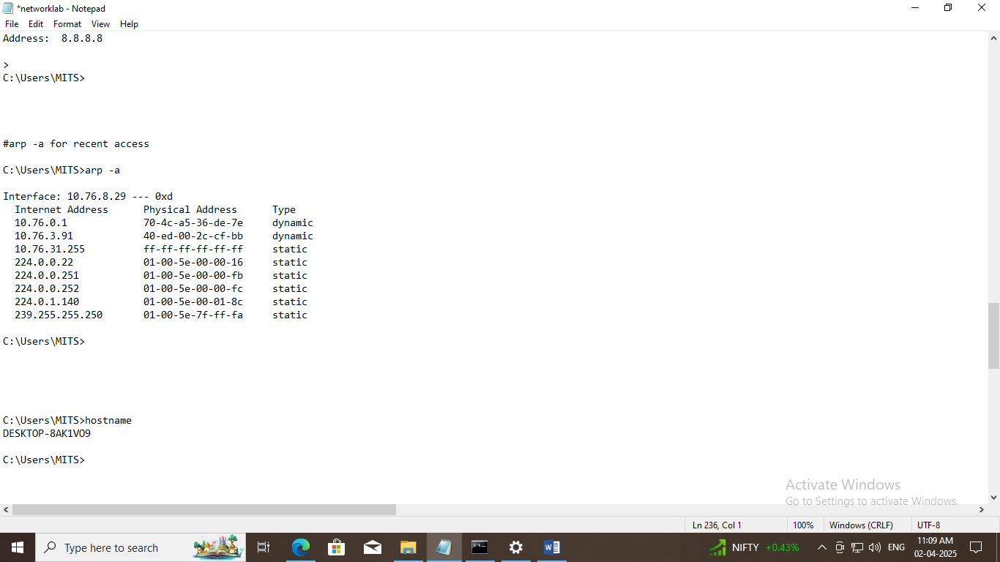 *networklab - Notepad
File Edit Format View Help
Address:  8.8.8.8
>
C:\Users\MITS>
#arp -a for recent access
C:\Users\MITS>arp -a
Interface: 10.76.8.29 --- 0xd
  Internet Address      Physical Address      Type
  10.76.0.1             70-4c-a5-36-de-7e     dynamic
  10.76.3.91            40-ed-00-2c-cf-bb     dynamic
  10.76.31.255          ff-ff-ff-ff-ff-ff     static
  224.0.0.22            01-00-5e-00-00-16     static
  224.0.0.251           01-00-5e-00-00-fb     static
  224.0.0.252           01-00-5e-00-00-fc     static
  224.0.1.140           01-00-5e-00-01-8c     static
  239.255.255.250       01-00-5e-7f-ff-fa     static
C:\Users\MITS>
C:\Users\MITS>hostname
DESKTOP-8AK1VO9
C:\Users\MITS>
Activate Windows
Go to Settings to activate Windows.
Ln 236, Col 1 100% Windows (CRLF) UTF-8
Type here to search
NIFTY +0.43%
ENG
11:09 AM
02-04-2025